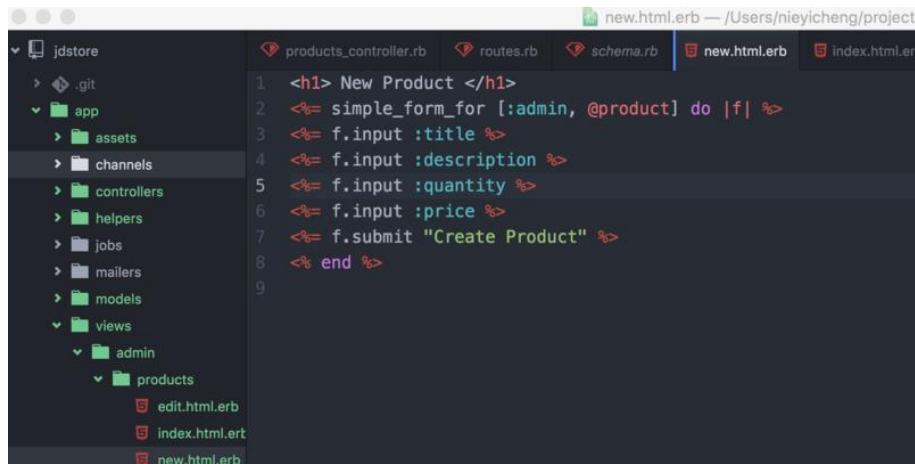 new.html.erb — /Users/nieyicheng/project
jdstore
products_controller.rb
routes.rb
schema.rb
new.html.erb
index.html.er
.git
app
assets
channels
controllers
helpers
jobs
mailers
models
views
admin
products
edit.html.erb
index.html.erb
new.html.erb
1 <h1> New Product </h1>
2 <%= simple_form_for [:admin, @product] do |f| %>
3 <%= f.input :title %>
4 <%= f.input :description %>
5 <%= f.input :quantity %>
6 <%= f.input :price %>
7 <%= f.submit "Create Product" %>
8 <% end %>
9